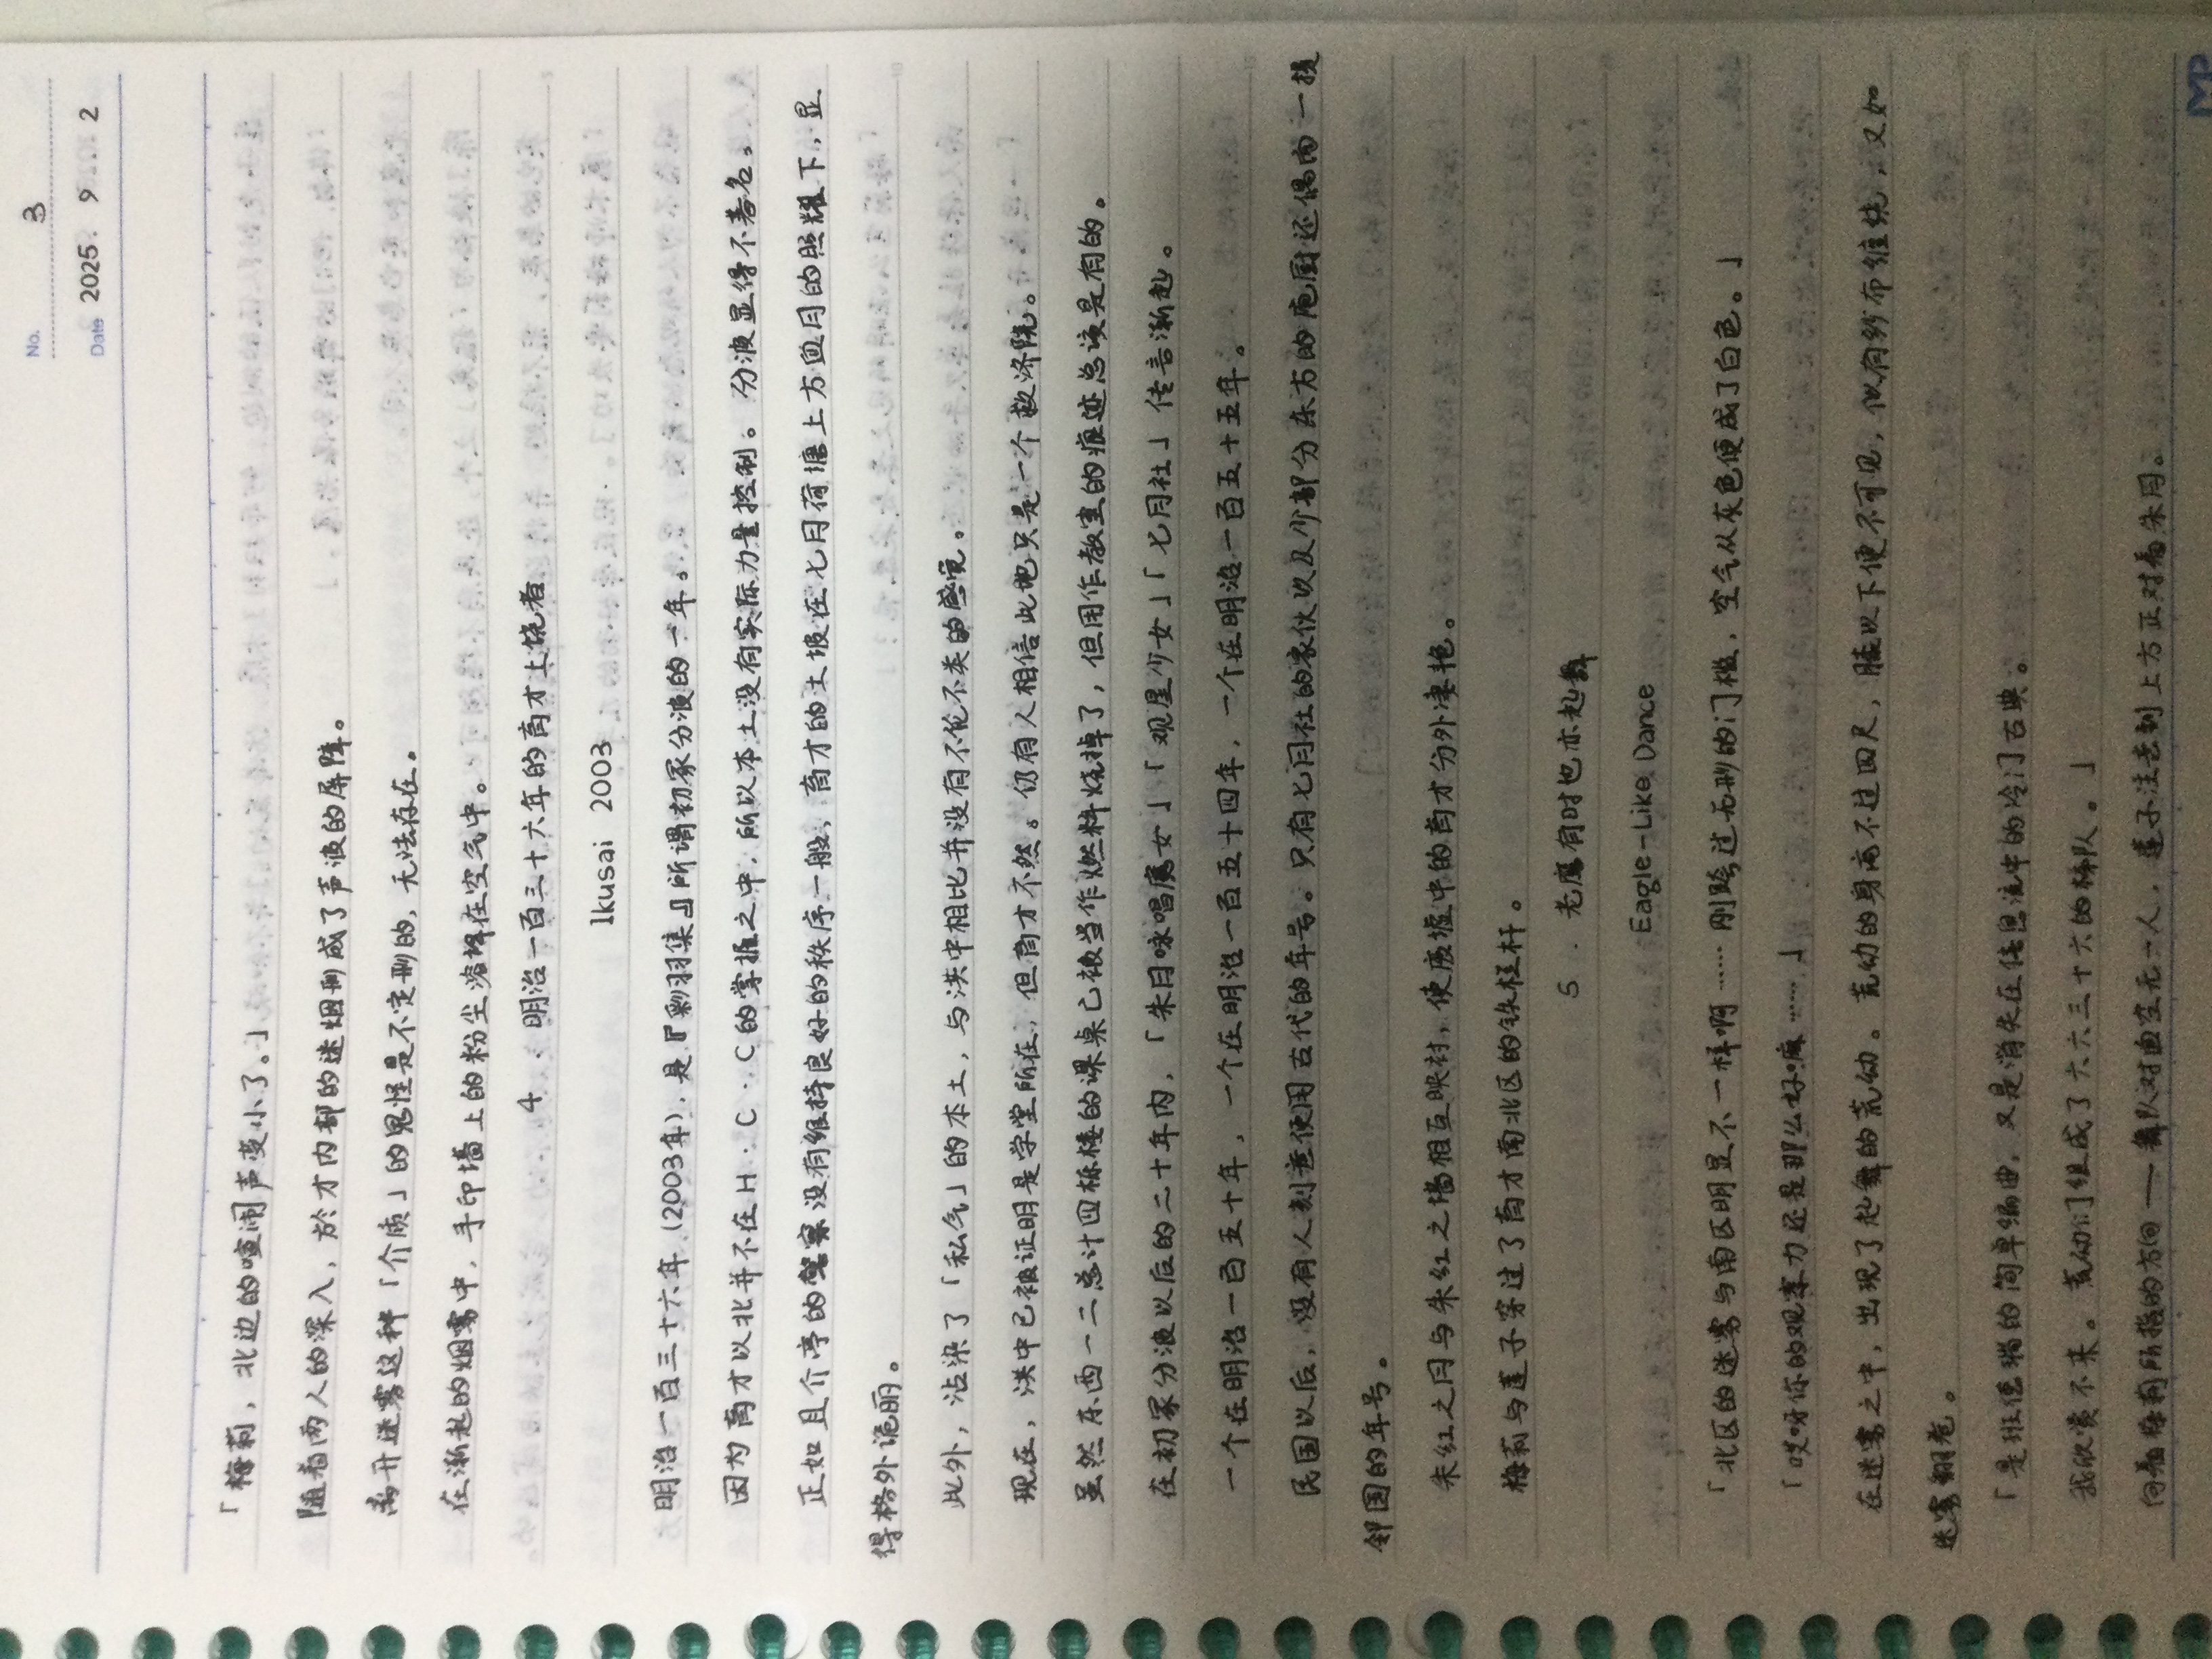 No. 3
Date 2025. 9 . 2
「梅莉，北边的喧闹声变小了。」
随着两人的深入，於才内部的迷烟形成了声波的屏障。
离开迷雾这种「介质」的鬼怪是不定形的，无法存在。
在渐起的烟雾中，手印墙上的粉尘溶解在空气中。
4 . 明治一百三十六年的育才上饶者
Ikusai 2003
明治一百三十六年（2003年），是『彩羽集』所谓初冢分波的一年。
因为育才以北并不在H·C·C的掌握之中，所以本土没有实际力量控制。分波显得不著名。
正如且介亭的警察没有维持良好的秩序一般，育才的土坡在七月荷塘上方血月的照耀下，显
得格外诡丽。
此外，沾染了「私气」的本土，与洪中相比并没有不伦不类的感觉。
现在，洪中已被证明是学堂所在，但育才不然。仍有人相信此地只是一个救济院。
虽然东西一二总计四栋楼的课桌已被当作燃料烧掉了，但用作教室的痕迹总该是有的。
在初冢分波以后的二十年内，「朱月咏唱魔女」「观星少女」「七月社」传言渐起。
一个在明治一百五十年，一个在明治一百五十四年，一个在明治一百五十五年。
民国以后，没有人刻意使用古代的年号。只有七月社的家伙以及少部分东方的庖厨还偶尔一提
邻国的年号。
朱红之月与朱红之墙相互映衬，使废墟中的育才分外凄艳。
梅莉与莲子穿过了育才南北区的铁栏杆。
5 . 老鹰有时也亦起舞
Eagle-Like Dance
「北区的迷雾与南区明显不一样啊……刚跨过无形的门槛，空气从灰色便成了白色。」
「哎呀你的观察力还是那么好嘛……」
在迷雾之中，出现了起舞的荒幼。荒幼的身高不过四尺，膝以下便不可见，似有纱布缠绕，又如
迷雾翻卷。
「是班德瑞的简单编曲，又是消失在信息流中的冷门古典。
我欣赏不来。荒幼们组成了六六三十六的梯队。」
向着梅莉所指的方向——舞队对面空无一人，莲子注意到上方正对着朱月。